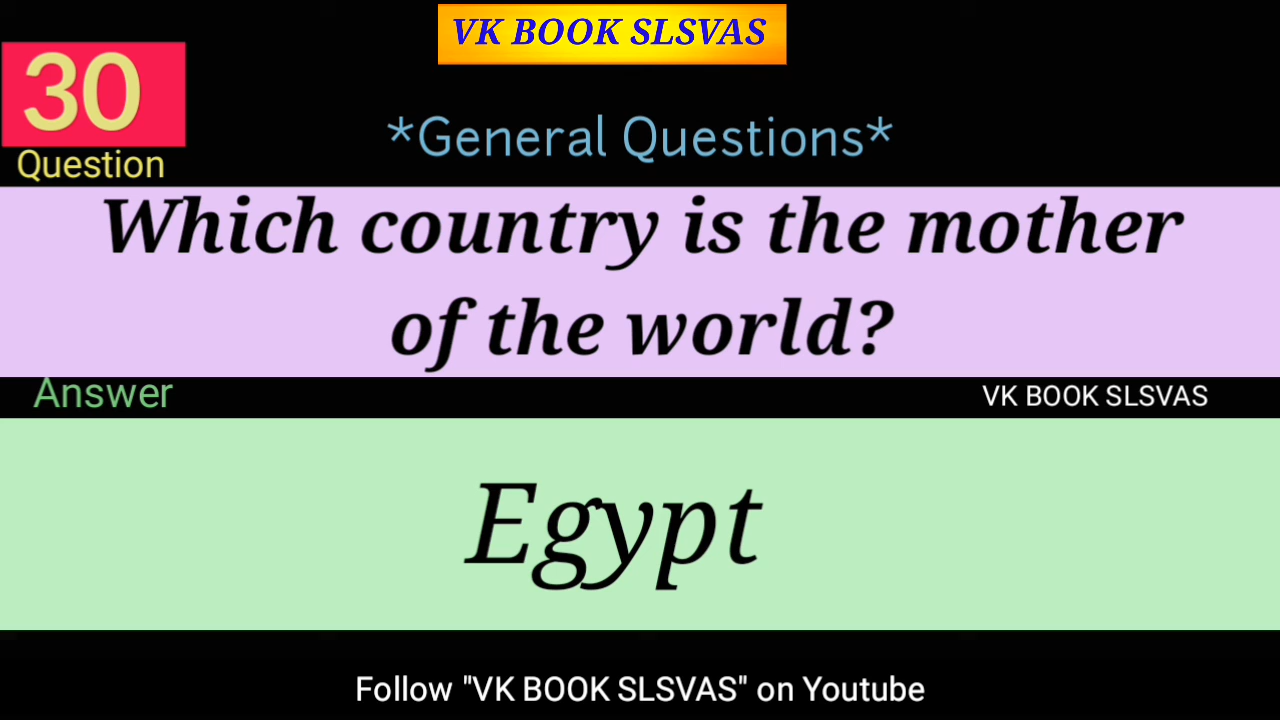 VK BOOK SLSVAS
30
Question
*General Questions*
Which country is the mother
of the world?
Answer
VK BOOK SLSVAS
Egypt
Follow "VK BOOK SLSVAS" on Youtube